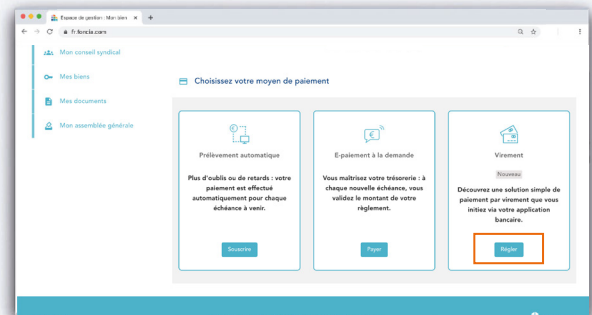 Espace de gestion - Mon bien
fr.foncia.com
Mon conseil syndical
Mes biens
Mes documents
Mon assemblée générale
Choisissez votre moyen de paiement
Prélèvement automatique
Plus d'oublis ou de retards : votre
paiement est effectué
automatiquement pour chaque
échéance à venir.
Souscrire
E-paiement à la demande
Vous maîtrisez votre trésorerie : à
chaque nouvelle échéance, vous
validez le montant de votre
règlement.
Payer
Virement
Nouveau
Découvrez une solution simple de
paiement par virement que vous
initiez via votre application
bancaire.
Régler